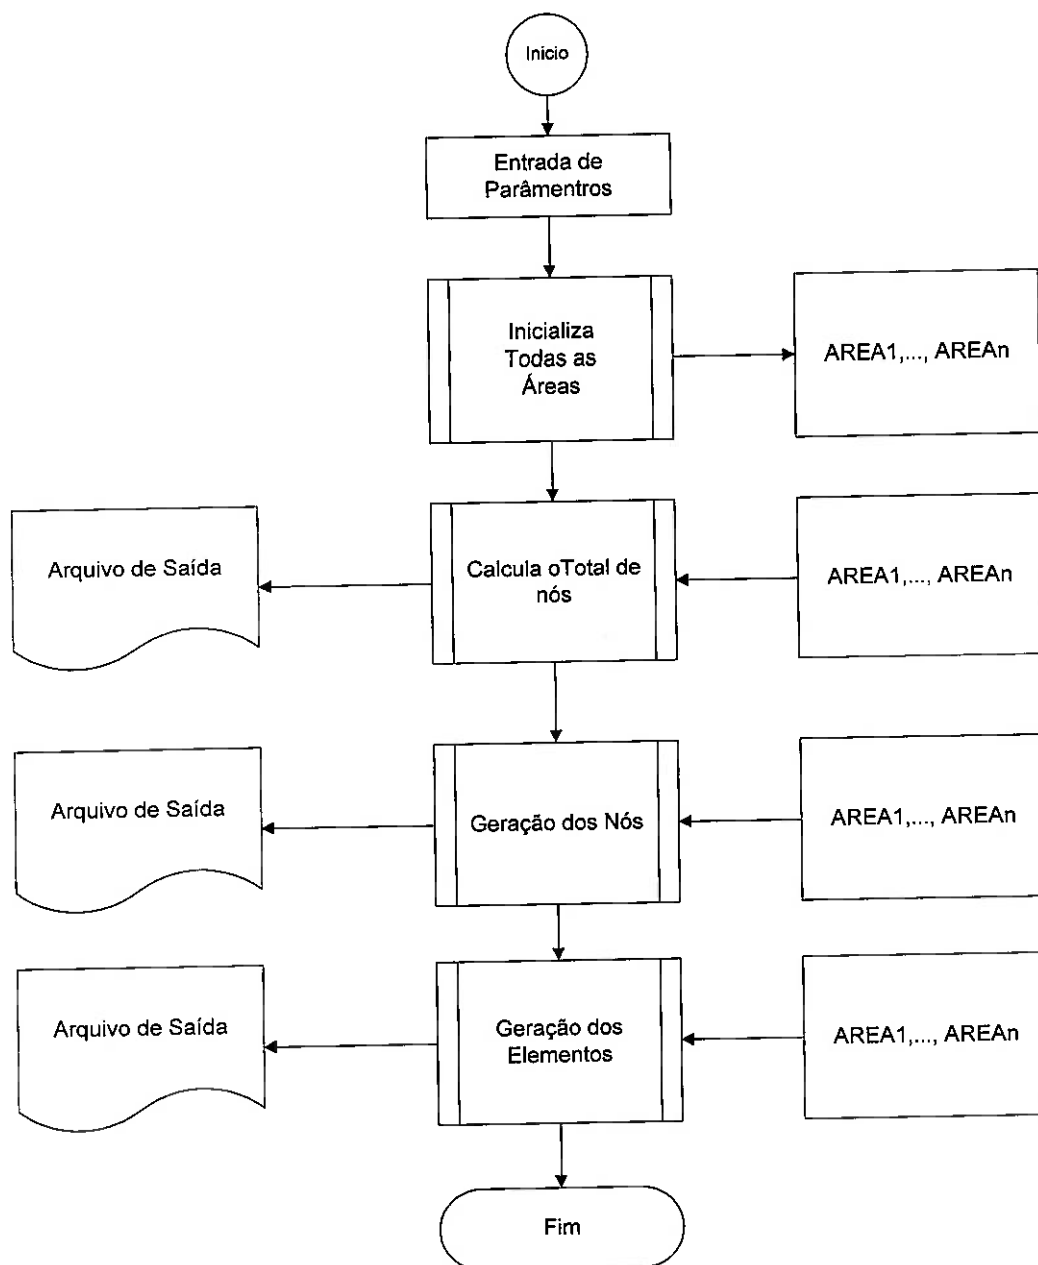 Inicio
Entrada de
Parâmentros
Inicializa
Todas as
Áreas
AREA1,..., AREAn
Arquivo de Saída
Calcula oTotal de
nós
AREA1,..., AREAn
Arquivo de Saída
Geração dos Nós
AREA1,..., AREAn
Arquivo de Saída
Geração dos
Elementos
AREA1,..., AREAn
Fim